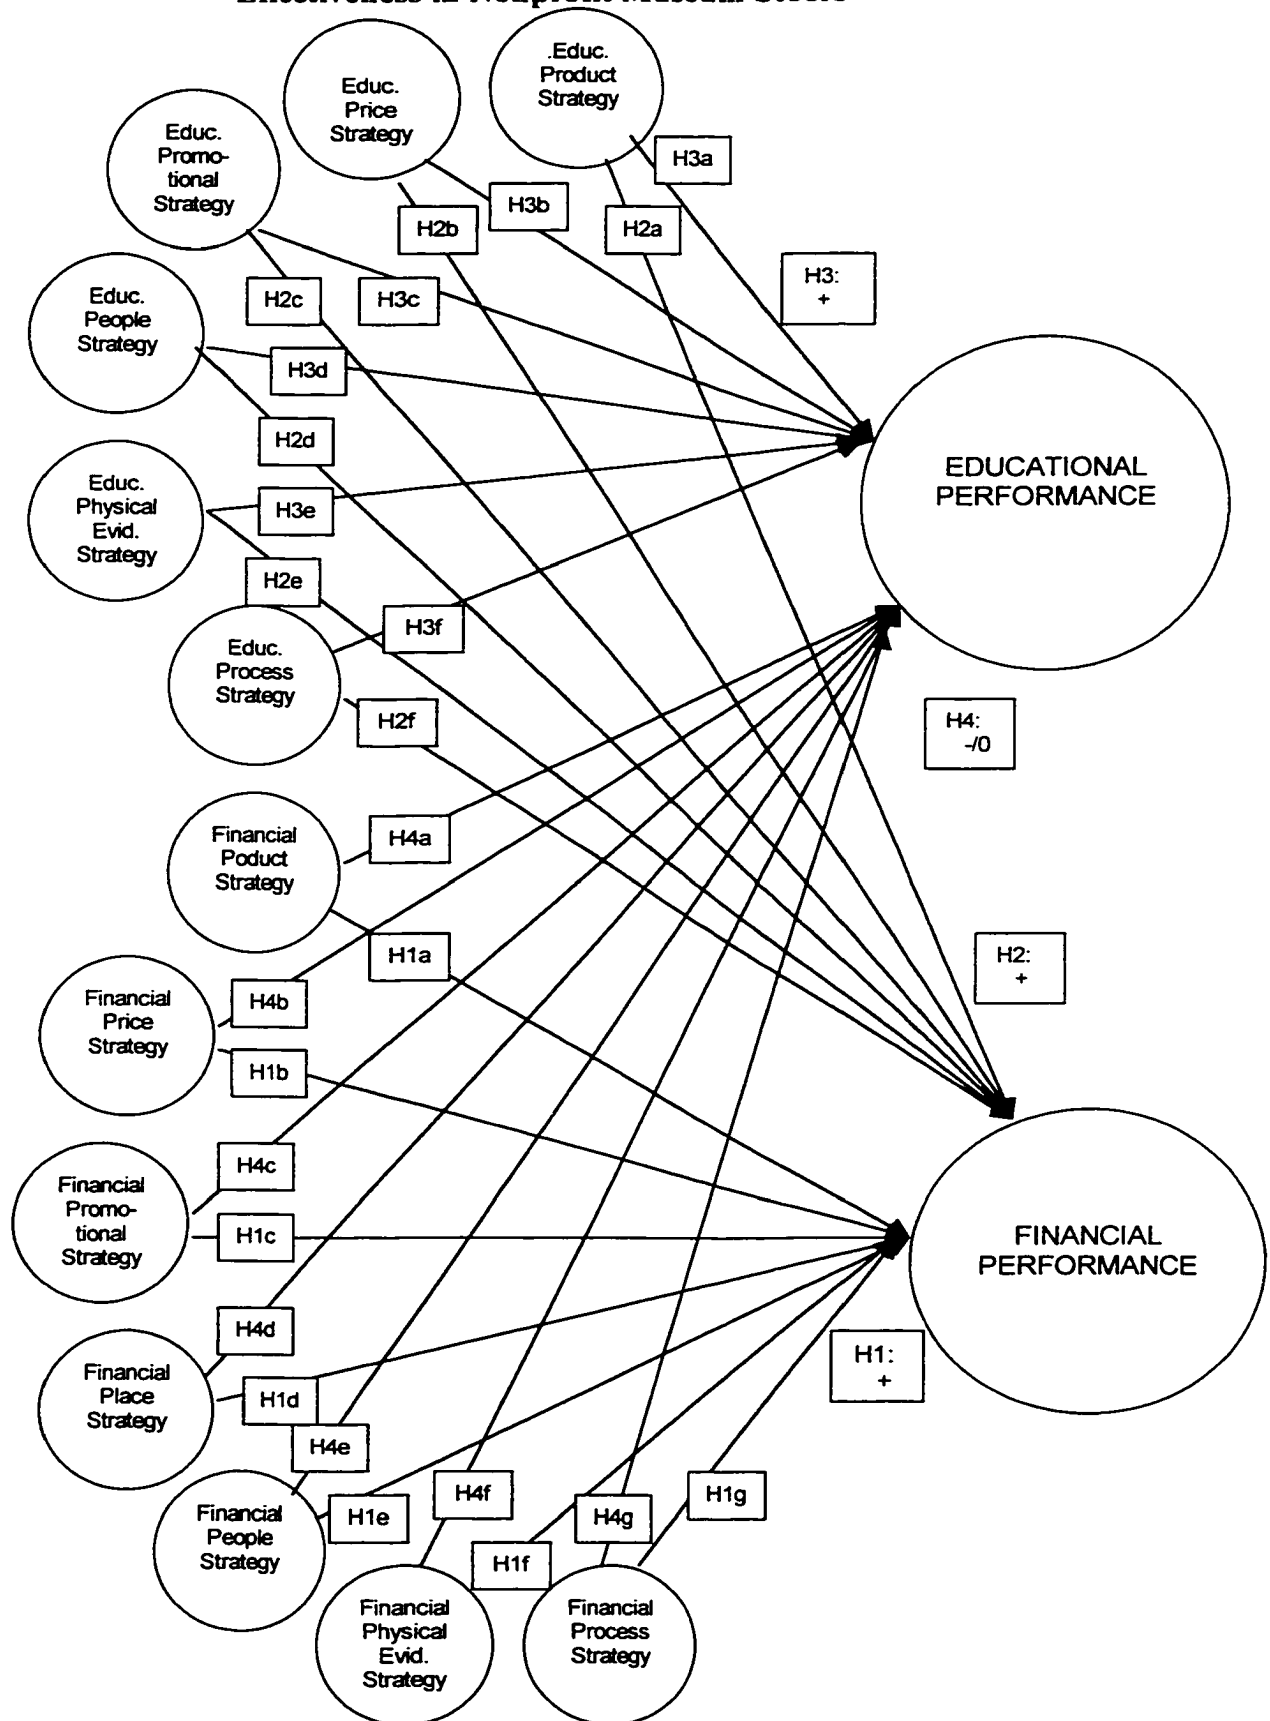 Effectiveness in Nonprofit Museum Stores
.Educ.
Product
Strategy
Educ.
Price
Strategy
Educ.
Promo-
tional
Strategy
H3a
H3b
H2b
H2a
H3:
+
H2c
H3c
Educ.
People
Strategy
H3d
H2d
EDUCATIONAL
PERFORMANCE
Educ.
Physical
Evid.
Strategy
H3e
H2e
H3f
Educ.
Process
Strategy
H2f
H4:
-/0
Financial
Poduct
Strategy
H4a
H1a
H2:
+
Financial
Price
Strategy
H4b
H1b
H4c
Financial
Promo-
tional
Strategy
H1c
FINANCIAL
PERFORMANCE
H4d
H1:
+
Financial
Place
Strategy
H1d
H4e
Financial
People
Strategy
H1e
H4f
H4g
H1g
H1f
Financial
Physical
Evid.
Strategy
Financial
Process
Strategy